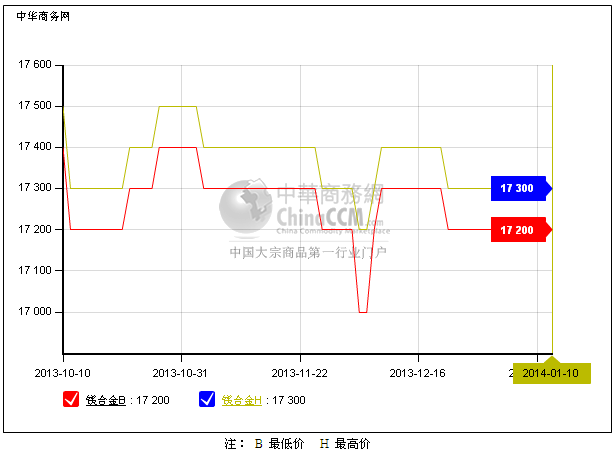 中华商务网
17 600
17 500
17 400
17 300
17 200
17 100
17 000
中華商務網
ChinaCCM.com
China Commodity Marketplace
中国大宗商品第一行业门户
17 300
17 200
2013-10-10 2013-10-31 2013-11-22 2013-12-16 2014-01-10
镁合金B : 17 200 镁合金H : 17 300
注： B 最低价 H 最高价